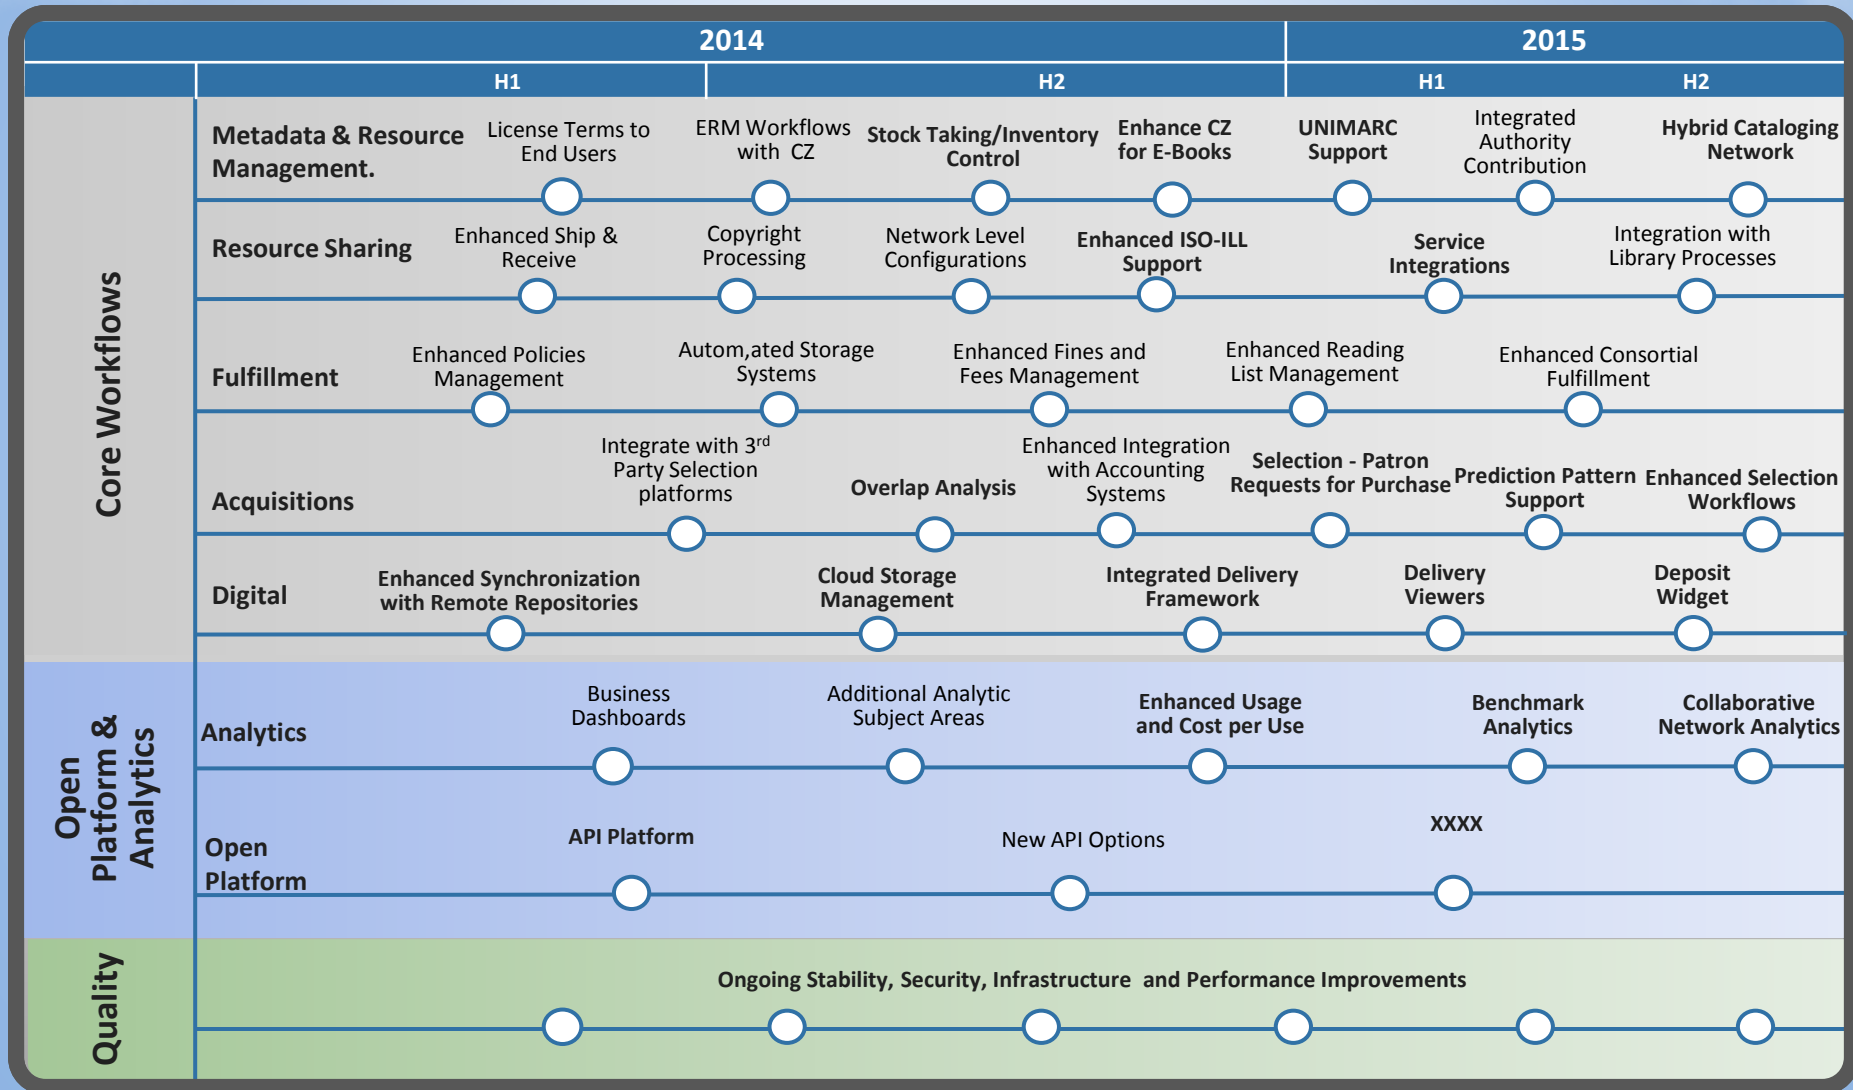 2014
2015
H1
H2
H1
H2
Core Workflows
Metadata & Resource
Management.
License Terms to
End Users
ERM Workflows
with CZ
Stock Taking/Inventory
Control
Enhance CZ
for E-Books
UNIMARC
Support
Integrated
Authority
Contribution
Hybrid Cataloging
Network
Resource Sharing
Enhanced Ship &
Receive
Copyright
Processing
Network Level
Configurations
Enhanced ISO-ILL
Support
Service
Integrations
Integration with
Library Processes
Fulfillment
Enhanced Policies
Management
Autom,ated Storage
Systems
Enhanced Fines and
Fees Management
Enhanced Reading
List Management
Enhanced Consortial
Fulfillment
Acquisitions
Integrate with 3rd
Party Selection
platforms
Overlap Analysis
Enhanced Integration
with Accounting
Systems
Selection - Patron
Requests for Purchase
Prediction Pattern
Support
Enhanced Selection
Workflows
Digital
Enhanced Synchronization
with Remote Repositories
Cloud Storage
Management
Integrated Delivery
Framework
Delivery
Viewers
Deposit
Widget
Open
Platform &
Analytics
Analytics
Business
Dashboards
Additional Analytic
Subject Areas
Enhanced Usage
and Cost per Use
Benchmark
Analytics
Collaborative
Network Analytics
Open
Platform
API Platform
New API Options
XXXX
Quality
Ongoing Stability, Security, Infrastructure and Performance Improvements